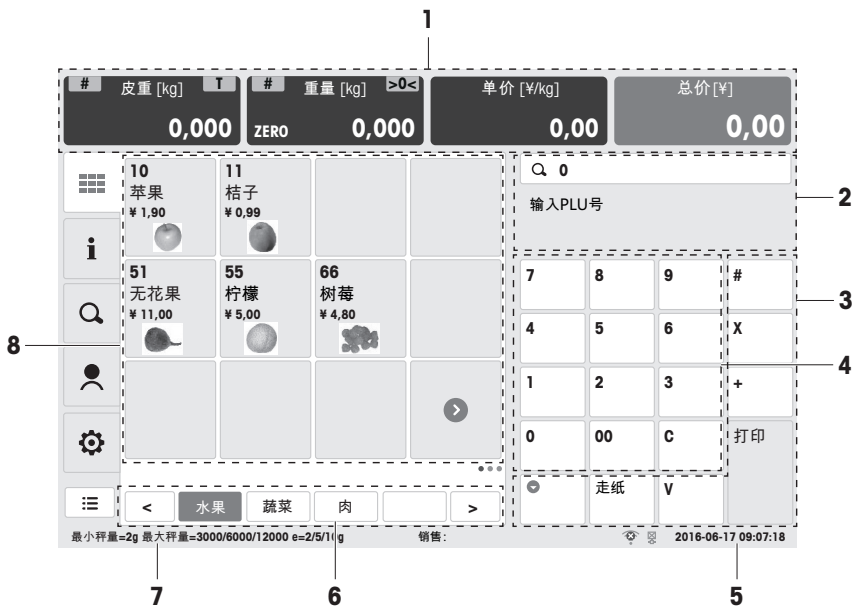 1
# 皮重 [kg] T # 重量 [kg] >0< 单价 [¥/kg] 总价[¥]
0,000 ZERO 0,000 0,00 0,00
10 11
苹果 桔子
¥ 1,90 ¥ 0,99
0
输入PLU号
2
i
51 55 66
无花果 柠檬 树莓
¥ 11,00 ¥ 5,00 ¥ 4,80
8
7 8 9 #
3
4 5 6 X
4
1 2 3 +
0 00 C 打印
走纸 V
< 水果 蔬菜 肉 >
最小秤量=2g 最大秤量=3000/6000/12000 e=2/5/10g 销售: 2016-06-17 09:07:18
7 6 5